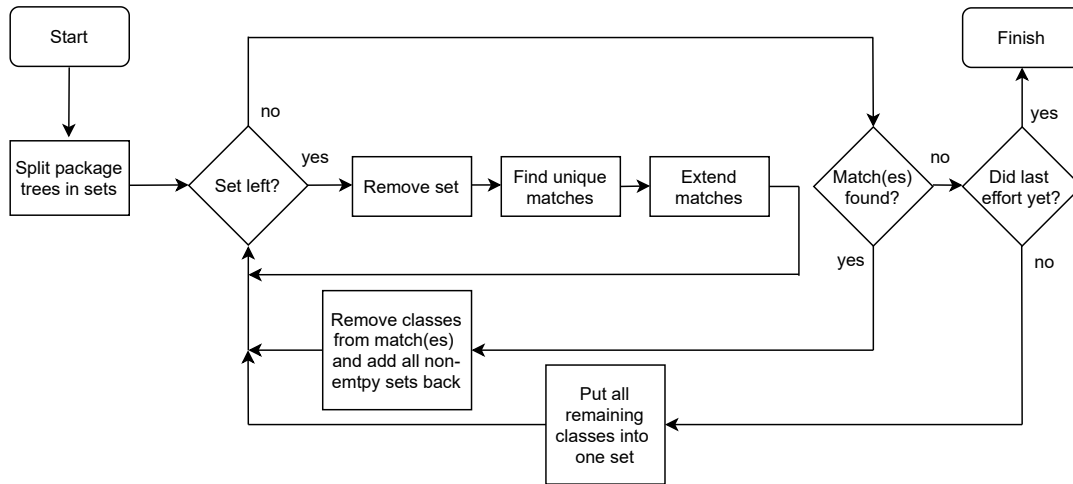 Start
Finish
no
yes
Split package
trees in sets
Set left?
yes
Remove set
Find unique
matches
Extend
matches
Match(es)
found?
no
Did last
effort yet?
yes
no
Remove classes
from match(es)
and add all non-
emtpy sets back
Put all
remaining
classes into
one set